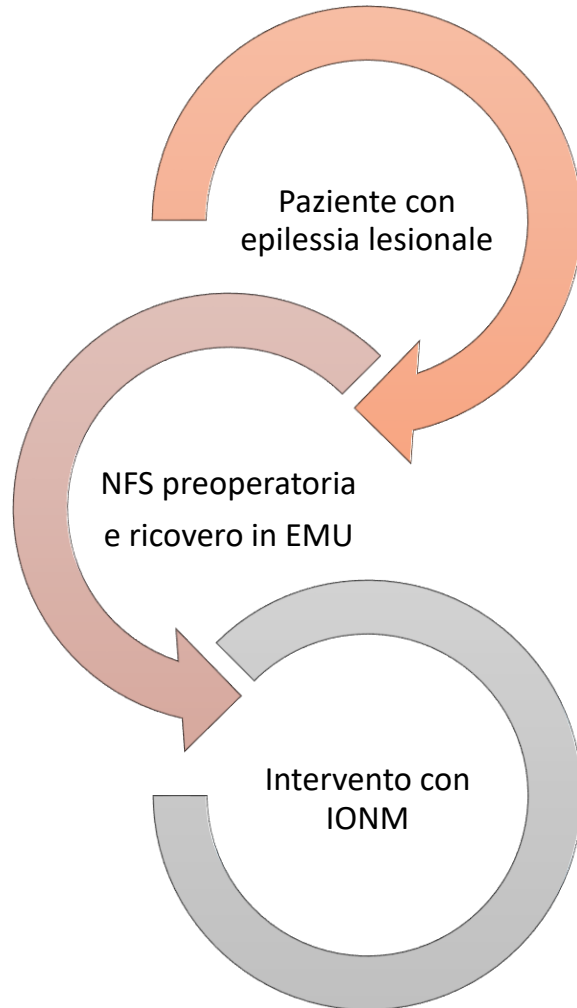 Paziente con
epilessia lesionale
NFS preoperatoria
e ricovero in EMU
Intervento con
IONM